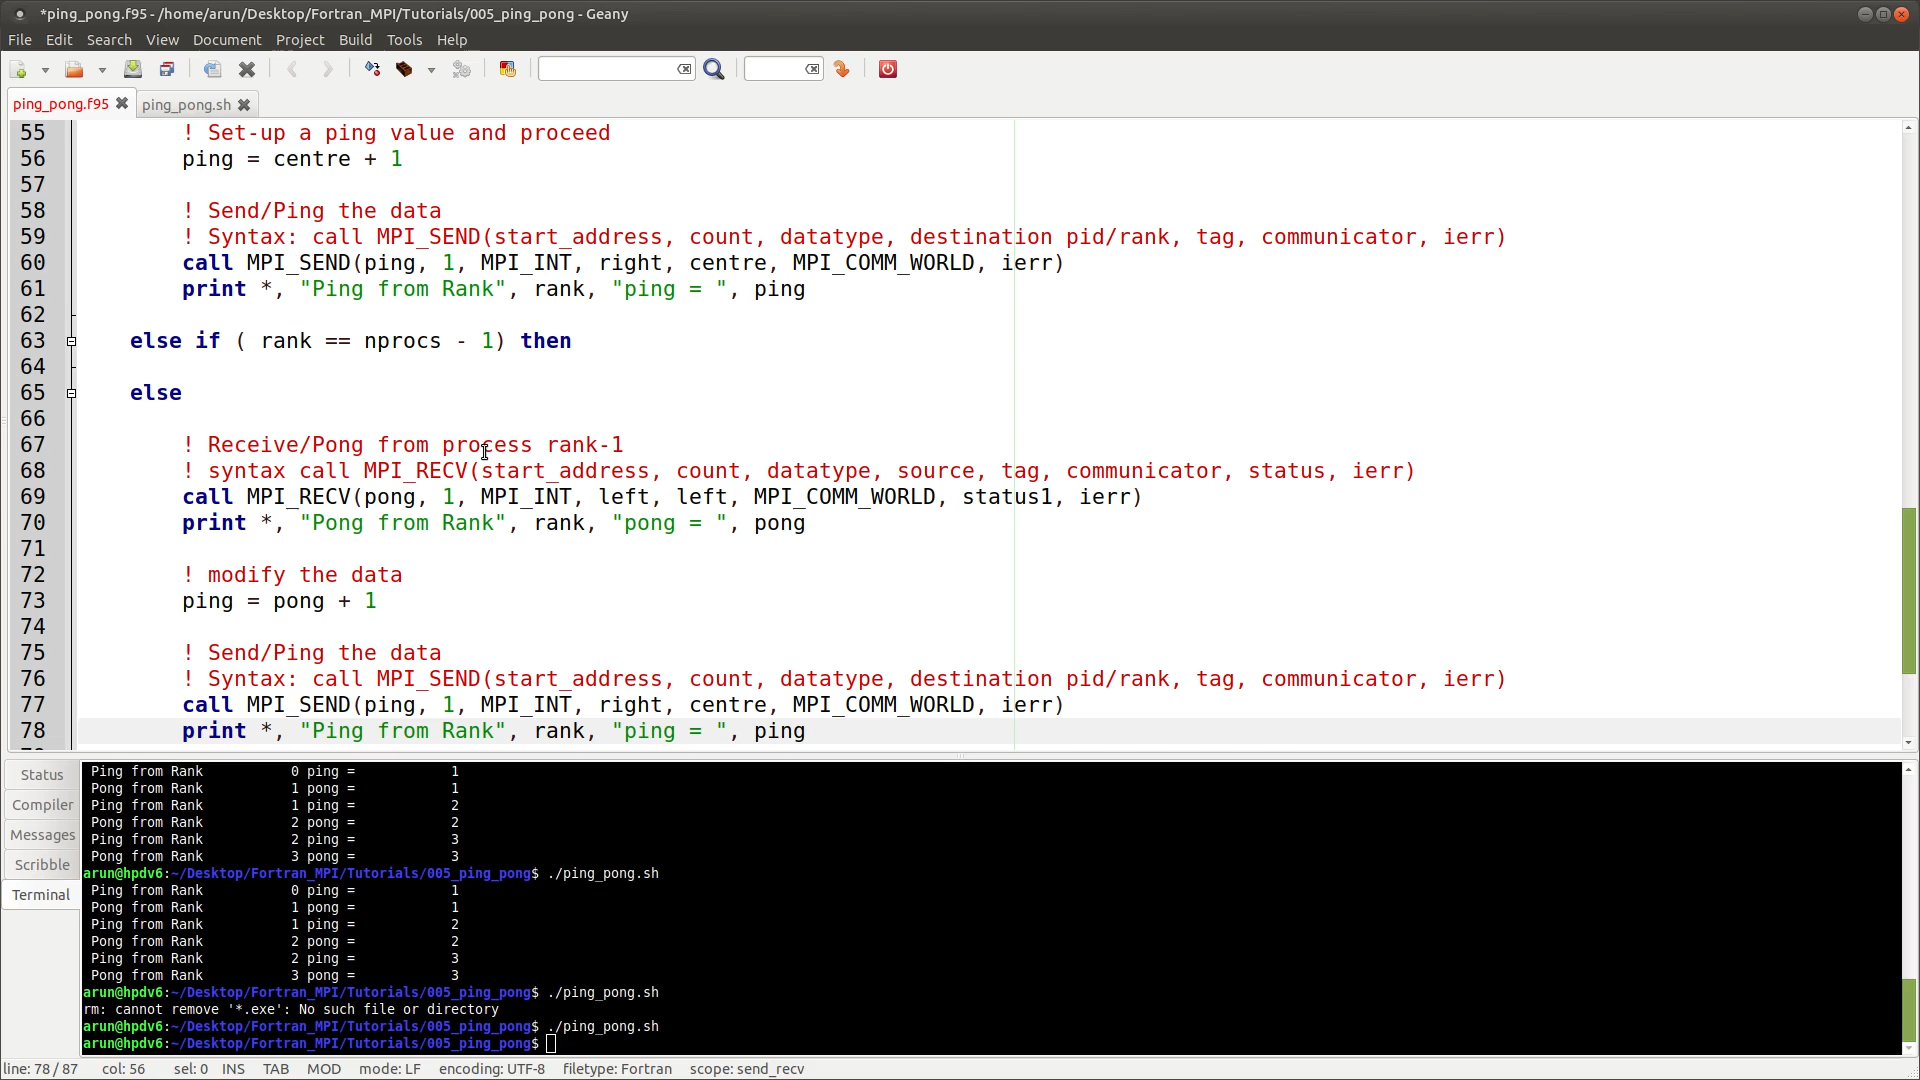 *ping_pong.f95 - /home/arun/Desktop/Fortran_MPI/Tutorials/005_ping_pong - Geany
File Edit Search View Document Project Build Tools Help
ping_pong.f95 ping_pong.sh
55 ! Set-up a ping value and proceed
56 ping = centre + 1
57
58 ! Send/Ping the data
59 ! Syntax: call MPI_SEND(start_address, count, datatype, destination pid/rank, tag, communicator, ierr)
60 call MPI_SEND(ping, 1, MPI_INT, right, centre, MPI_COMM_WORLD, ierr)
61 print *, "Ping from Rank", rank, "ping = ", ping
62
63 else if ( rank == nprocs - 1) then
64
65 else
66
67 ! Receive/Pong from process rank-1
68 ! syntax call MPI_RECV(start_address, count, datatype, source, tag, communicator, status, ierr)
69 call MPI_RECV(pong, 1, MPI_INT, left, left, MPI_COMM_WORLD, status1, ierr)
70 print *, "Pong from Rank", rank, "pong = ", pong
71
72 ! modify the data
73 ping = pong + 1
74
75 ! Send/Ping the data
76 ! Syntax: call MPI_SEND(start_address, count, datatype, destination pid/rank, tag, communicator, ierr)
77 call MPI_SEND(ping, 1, MPI_INT, right, centre, MPI_COMM_WORLD, ierr)
78 print *, "Ping from Rank", rank, "ping = ", ping
Status
Compiler
Messages
Scribble
Terminal
Ping from Rank 0 ping = 1
Pong from Rank 1 pong = 1
Ping from Rank 1 ping = 2
Pong from Rank 2 pong = 2
Ping from Rank 2 ping = 3
Pong from Rank 3 pong = 3
arun@hpdv6:~/Desktop/Fortran_MPI/Tutorials/005_ping_pong$ ./ping_pong.sh
Ping from Rank 0 ping = 1
Pong from Rank 1 pong = 1
Ping from Rank 1 ping = 2
Pong from Rank 2 pong = 2
Ping from Rank 2 ping = 3
Pong from Rank 3 pong = 3
arun@hpdv6:~/Desktop/Fortran_MPI/Tutorials/005_ping_pong$ ./ping_pong.sh
rm: cannot remove '*.exe': No such file or directory
arun@hpdv6:~/Desktop/Fortran_MPI/Tutorials/005_ping_pong$ ./ping_pong.sh
arun@hpdv6:~/Desktop/Fortran_MPI/Tutorials/005_ping_pong$
line: 78 / 87 col: 56 sel: 0 INS TAB MOD mode: LF encoding: UTF-8 filetype: Fortran scope: send_recv